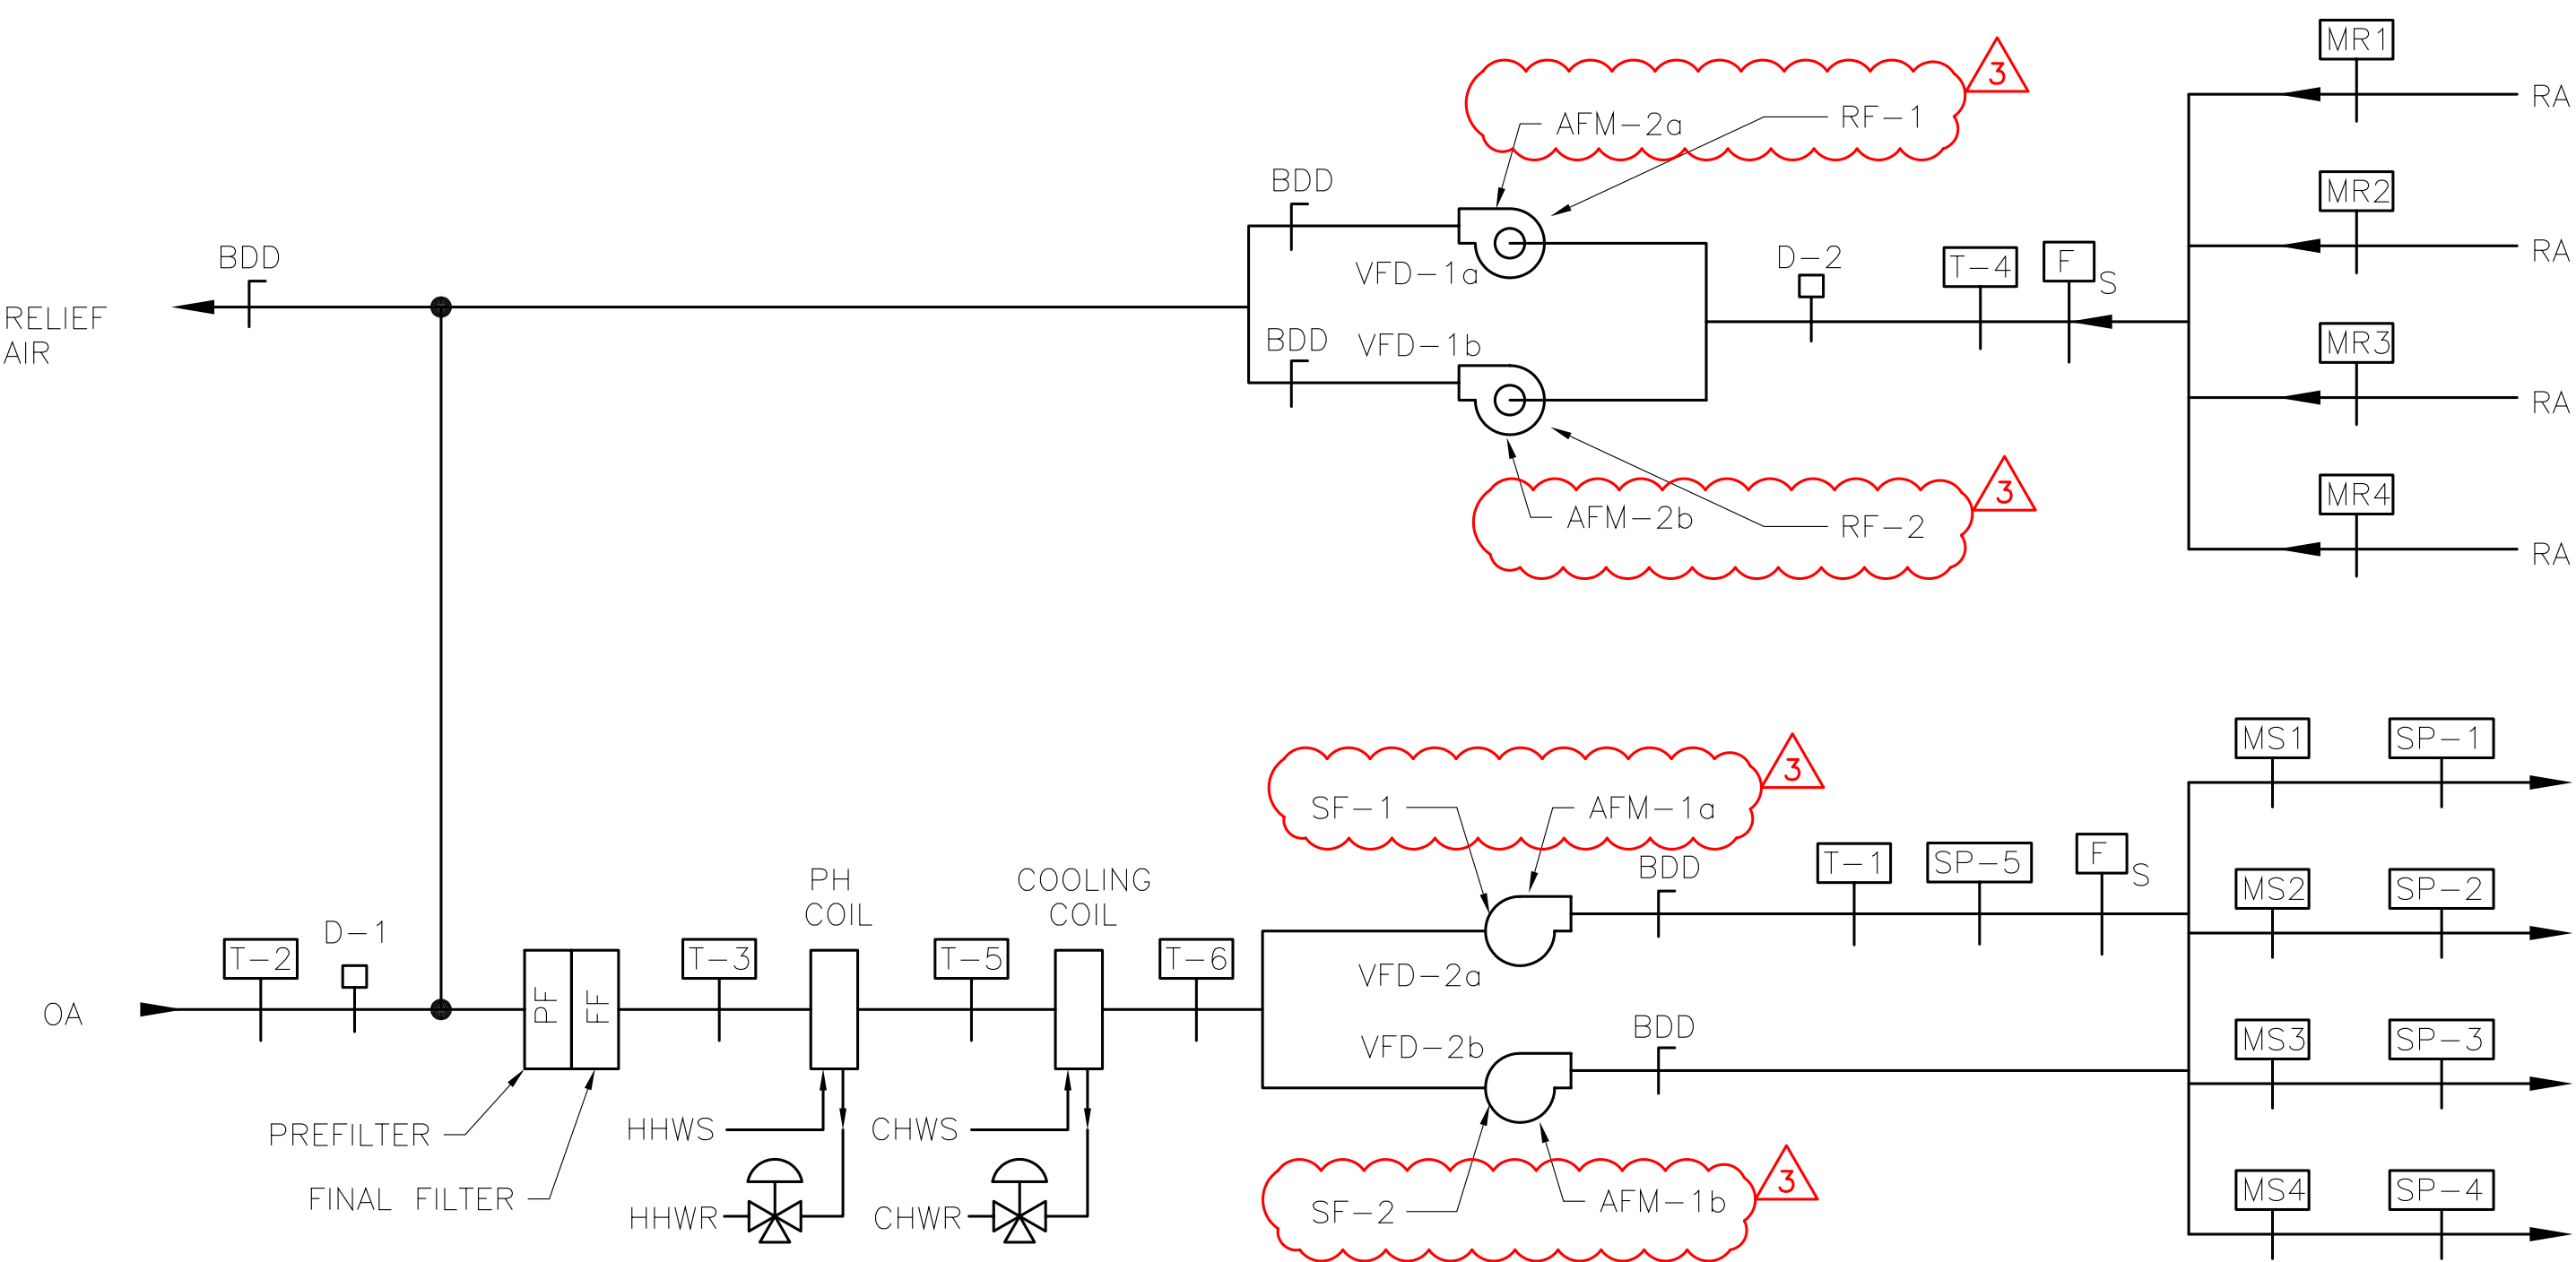 MR1
3
RA
AFM-2a
RF-1
MR2
BDD
BDD
RA
D-2
T-4
F
S
VFD-1a
RELIEF
AIR
MR3
BDD
VFD-1b
RA
MR4
3
AFM-2b
RF-2
RA
MS1
SP-1
3
SF-1
AFM-1a
BDD
T-1
SP-5
F
S
PH
COIL
COOLING
COIL
MS2
SP-2
T-2
D-1
T-3
T-5
T-6
VFD-2a
OA
PF
FF
BDD
VFD-2b
MS3
SP-3
PREFILTER
HHWS
CHWS
FINAL FILTER
HHWR
CHWR
3
SF-2
AFM-1b
MS4
SP-4